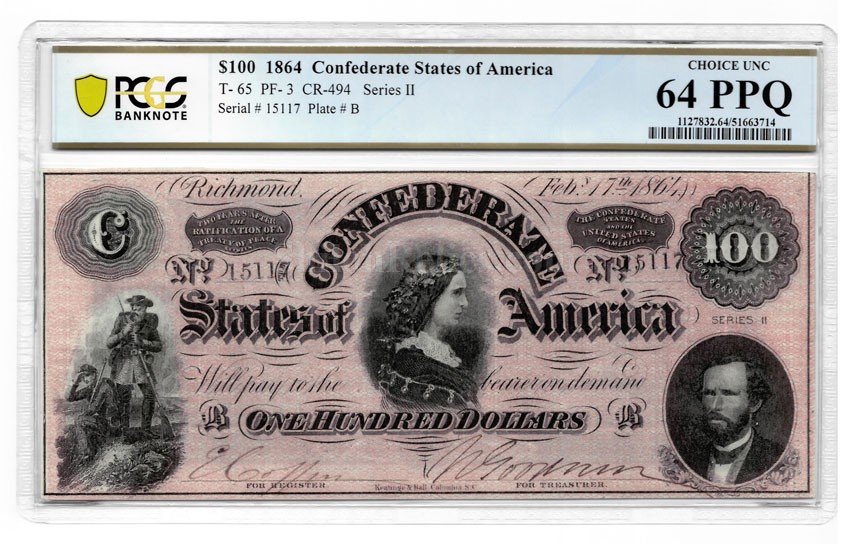 $100 1864 Confederate States of America
T- 65 PF- 3 CR-494 Series II
Serial # 15117 Plate # B
PCGS
BANKNOTE
CHOICE UNC
64 PPQ
1127832.64/51663714
Richmond, Feb. 17th 1864
C
TWO YEARS AFTER
RATIFICATION OF A
TREATY OF PEACE
BETWEEN
THE CONFEDERATE
STATES
AND THE
UNITED STATES
OF AMERICA,
100
CONFEDERATE
No. 15117
No. 15117
States of America
SERIES II
Will pay to the bearer on demand
B ONE HUNDRED DOLLARS B
FOR REGISTER.
Keatinge & Ball, Columbia, S.C.
FOR TREASURER.